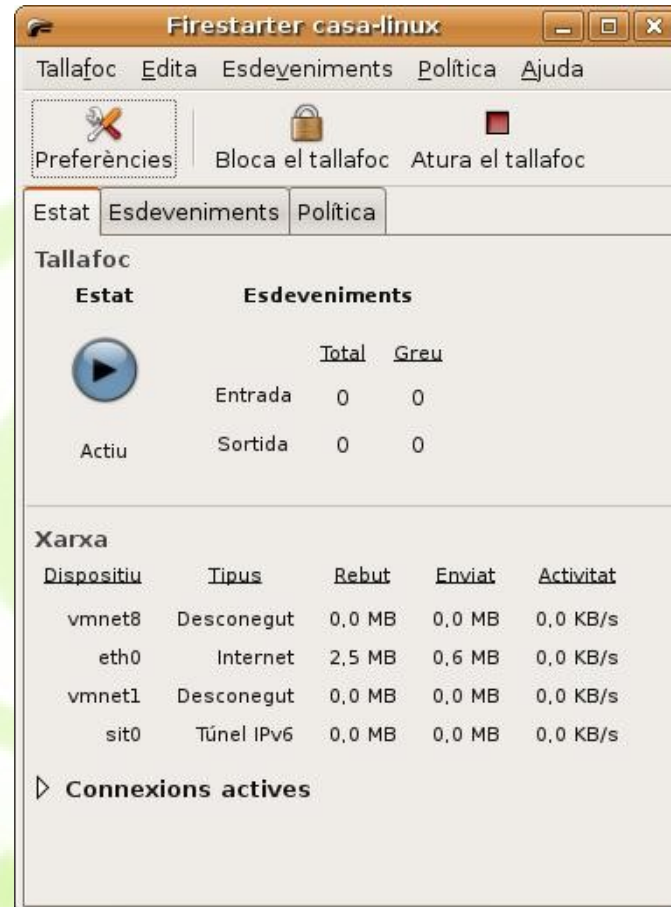 Firestarter casa-linux
Tallafoc Edita Esdeveniments Política Ajuda
Preferències Bloca el tallafoc Atura el tallafoc
Estat Esdeveniments Política
Tallafoc
Estat Esdeveniments
Total Greu
Entrada 0 0
Actiu Sortida 0 0
Xarxa
Dispositiu Tipus Rebut Enviat Activitat
vmnet8 Desconegut 0,0 MB 0,0 MB 0,0 KB/s
eth0 Internet 2,5 MB 0,6 MB 0,0 KB/s
vmnet1 Desconegut 0,0 MB 0,0 MB 0,0 KB/s
sit0 Túnel IPv6 0,0 MB 0,0 MB 0,0 KB/s
Connexions actives